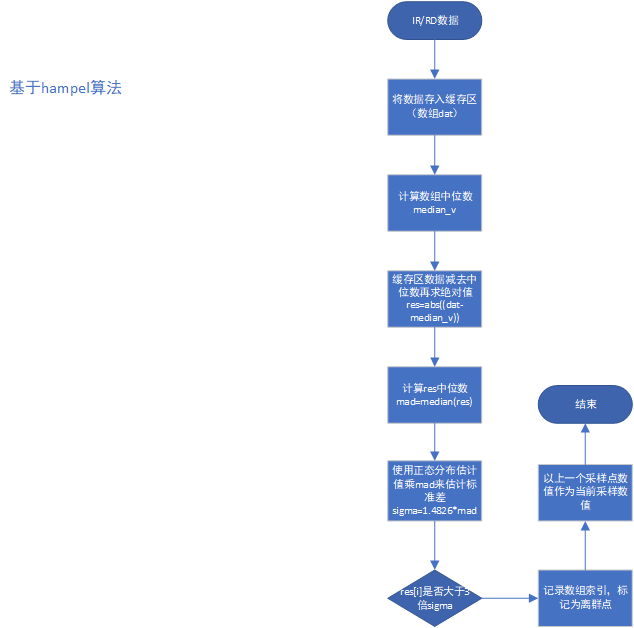 IR/RD数据
基于hampel算法
将数据存入缓存区
（数组dat）
计算数组中位数
median_v
缓存区数据减去中
位数再求绝对值
res=abs((dat-
median_v))
计算res中位数
mad=median(res)
使用正态分布估计
值乘mad来估计标
准差
sigma=1.4826*mad
res[i]是否大于3
倍sigma
记录数组索引，标
记为离群点
以上一个采样点数
值作为当前采样数
值
结束